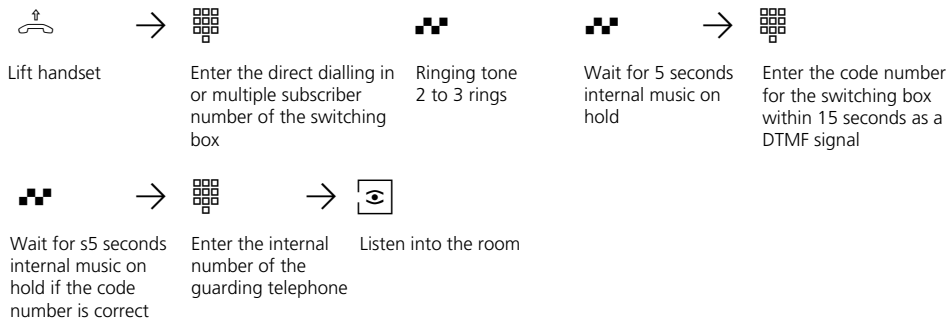 Lift handset
Enter the direct dialling in
or multiple subscriber
number of the switching
box
Ringing tone
2 to 3 rings
Wait for 5 seconds
internal music on
hold
Enter the code number
for the switching box
within 15 seconds as a
DTMF signal
Wait for s5 seconds
internal music on
hold if the code
number is correct
Enter the internal
number of the
guarding telephone
Listen into the room